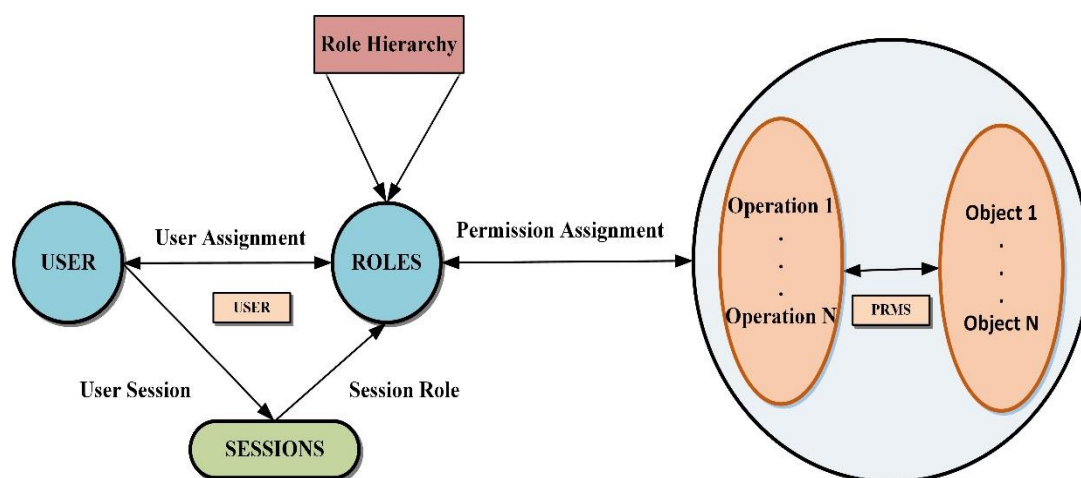 Role Hierarchy
User Assignment
Permission Assignment
USER
ROLES
USER
User Session
Session Role
SESSIONS
Operation 1
.
.
.
Operation N
PRMS
Object 1
.
.
.
Object N